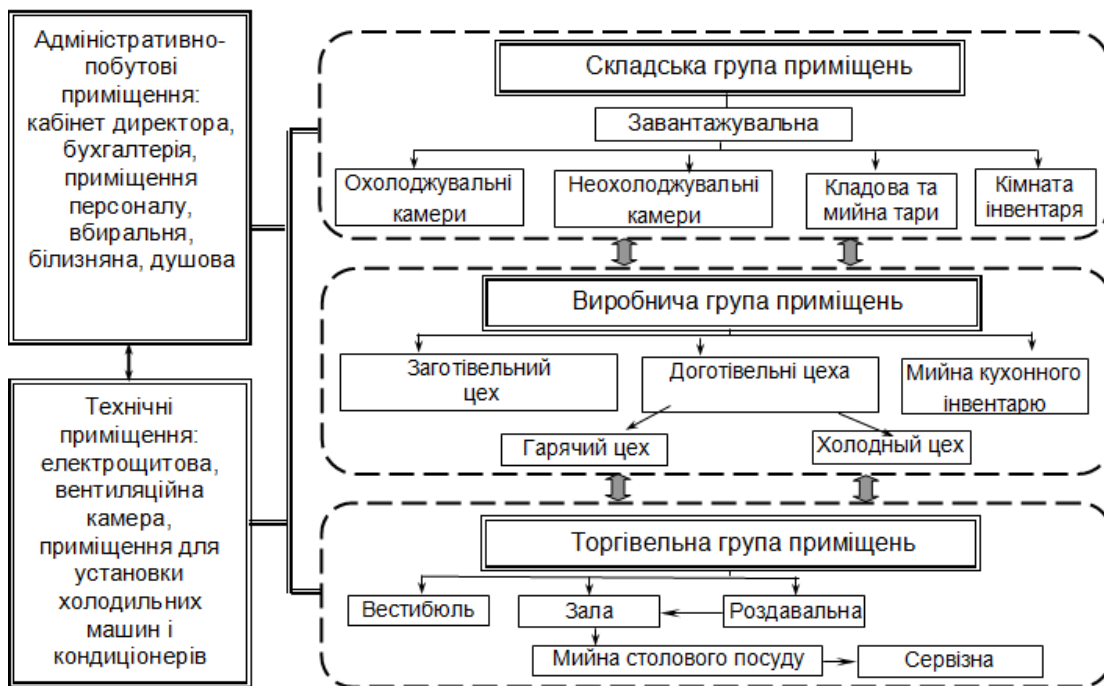 Адміністративно-
побутові
приміщення:
кабінет директора,
бухгалтерія,
приміщення
персоналу,
вбиральня,
білизняна, душова
Технічні
приміщення:
електрощитова,
вентиляційна
камера,
приміщення для
установки
холодильних
машин і
кондиціонерів
Складська група приміщень
Завантажувальна
Охолоджувальні
камери
Неохолоджувальні
камери
Кладова та
мийна тари
Кімната
інвентаря
Виробнича група приміщень
Заготівельний
цех
Доготівельні цеха
Мийна кухонного
інвентарю
Гарячий цех
Холодный цех
Торгівельна група приміщень
Вестибюль
Зала
Роздавальна
Мийна столового посуду
Сервізна